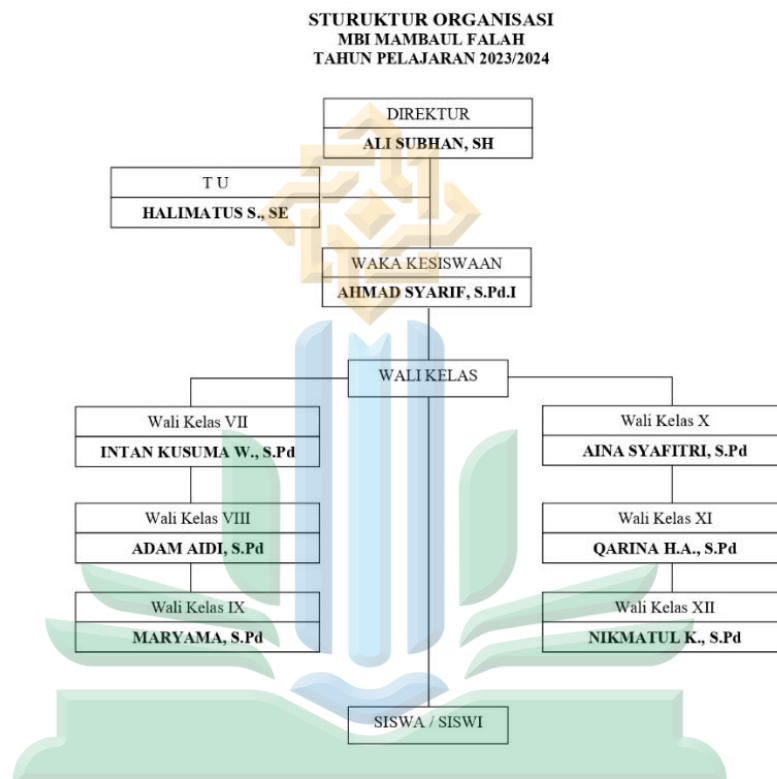 STURUKTUR ORGANISASI
MBI MAMBAUL FALAH
TAHUN PELAJARAN 2023/2024
DIREKTUR
ALI SUBHAN, SH
T U
HALIMATUS S., SE
WAKA KESISWAAN
AHMAD SYARIF, S.Pd.I
WALI KELAS
Wali Kelas VII
INTAN KUSUMA W., S.Pd
Wali Kelas VIII
ADAM AIDI, S.Pd
Wali Kelas IX
MARYAMA, S.Pd
Wali Kelas X
AINA SYAFITRI, S.Pd
Wali Kelas XI
QARINA H.A., S.Pd
Wali Kelas XII
NIKMATUL K., S.Pd
SISWA / SISWI